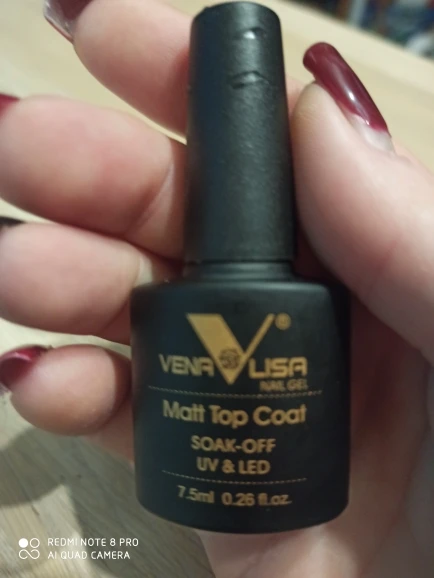 VENA LISA ®
NAIL GEL
Matt Top Coat
SOAK-OFF
UV & LED
7.5ml 0.26 fl.oz.
REDMI NOTE 8 PRO
AI QUAD CAMERA